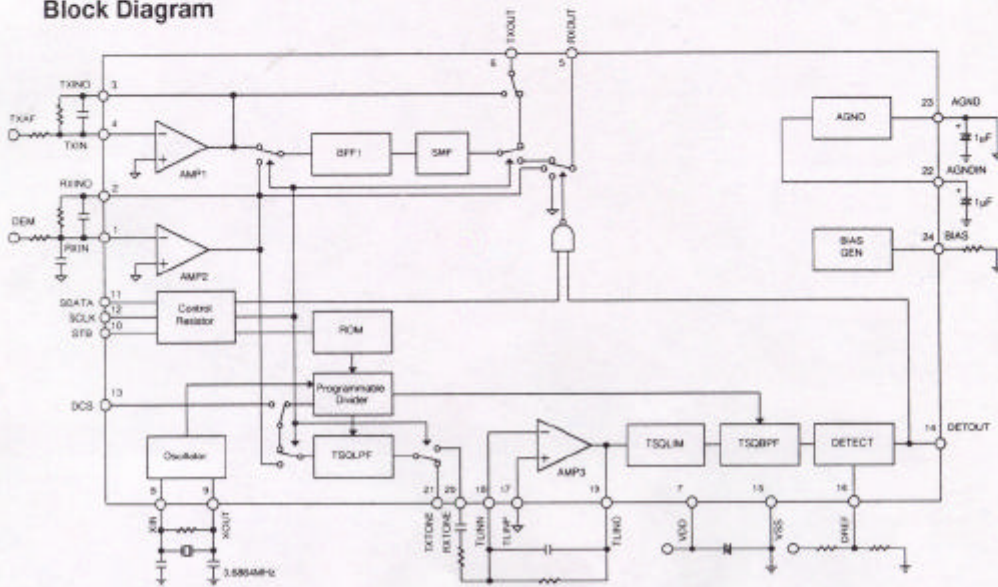 Block Diagram
TXOUT
RXOUT
6
5
TXINO
3
TXAF
4
TXIN
AMP1
BPF1
SMF
AGND
23
AGND
1μF
22
AGNDIN
1μF
RXINO
2
DEM
1
RXIN
AMP2
BIAS
GEN
24
BIAS
SDATA
11
SCLK
12
STB
10
Control
Resistor
ROM
DCS
13
Programmable
Divider
Oscillator
TSQLPF
AMP3
TSQLIM
TSQBPF
DETECT
14
DETOUT
8
9
21
20
18
17
19
7
15
16
XIN
XOUT
TXTONE
RXTONE
TLININ
TLINP
TLINO
VDD
VSS
DREF
3.6864MHz